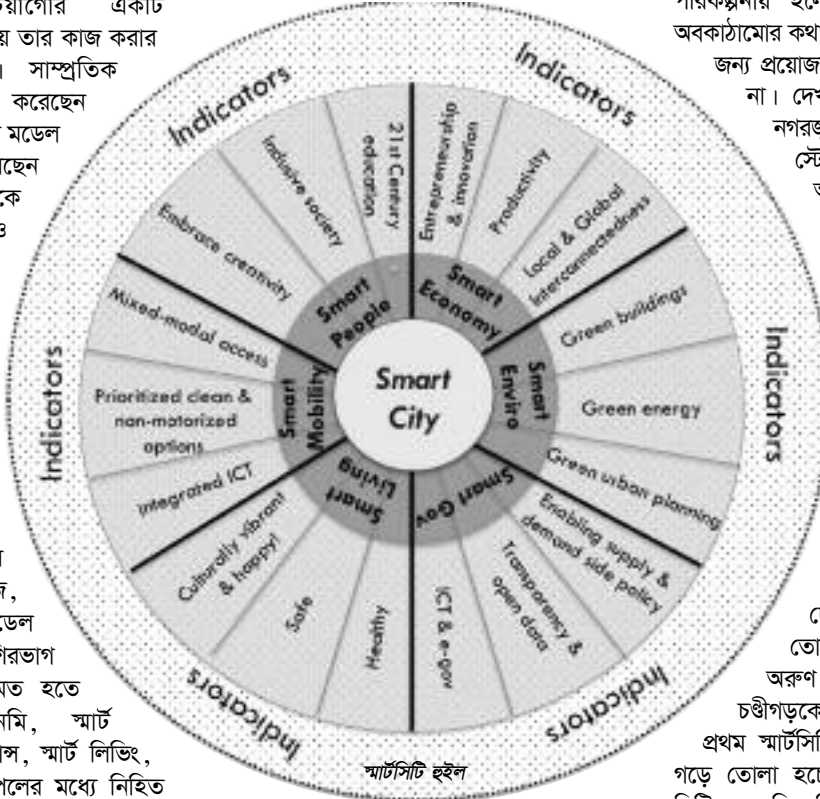 একটি
য় তার কাজ করার
। সাম্প্রতিক
করেছেন
মডেল
কে
ও
অবকাঠামোর কথা
জন্য প্রয়োজ
না। দেখ
নগরজ
Indicators
Indicators
Indicators
Indicators
Indicators
Indicators
Smart
City
Smart
Economy
Entrepreneurship
& innovation
Productivity
Local & Global
Interconnectedness
Smart
Enviro
Green buildings
Green energy
Green urban planning
Smart Gov
Enabling supply &
demand side policy
Transparency &
open data
ICT & e-gov
Smart
Living
Healthy
Safe
Culturally vibrant
& happy!
Smart
Mobility
Integrated ICT
Prioritized clean &
non-motorized
options
Mixed-modal access
Smart
People
Embrace creativity
Inclusive society
21st Century
education
ডেল
মত হতে
স্মার্ট
স্মার্ট লিভিং,
পলের মধ্যে নিহিত
স্মার্টসিটি হুইল
অরুণ
চণ্ডীগড়কে
প্রথম স্মার্টসিটি
গড়ে তোলা হচ্ছে